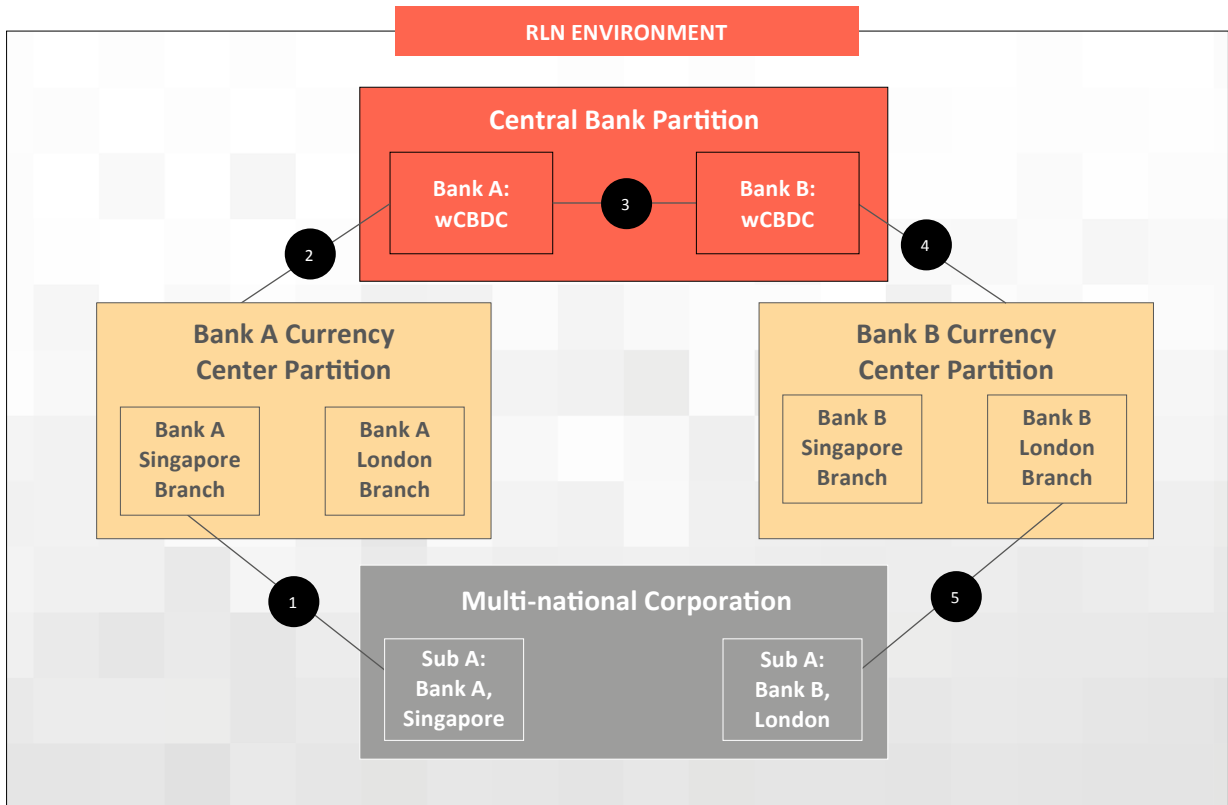 RLN ENVIRONMENT
Central Bank Partition
Bank A:
wCBDC
3
Bank B:
wCBDC
2
4
Bank A Currency
Center Partition
Bank A
Singapore
Branch
Bank A
London
Branch
Bank B Currency
Center Partition
Bank B
Singapore
Branch
Bank B
London
Branch
1
5
Multi-national Corporation
Sub A:
Bank A,
Singapore
Sub A:
Bank B,
London